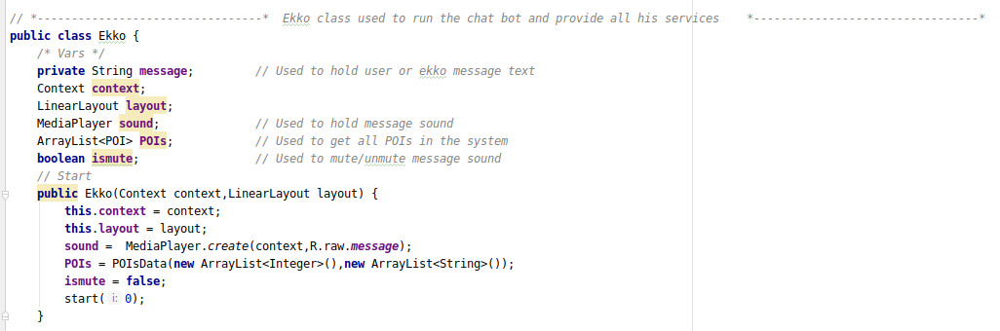 // *---------------------------------*  Ekko class used to run the chat bot and provide all his services    *---------------------------------*
public class Ekko {
    /* Vars */
    private String message;         // Used to hold user or ekko message text
    Context context;
    LinearLayout layout;
    MediaPlayer sound;              // Used to hold message sound
    ArrayList<POI> POIs;            // Used to get all POIs in the system
    boolean ismute;                 // Used to mute/unmute message sound
    // Start
    public Ekko(Context context,LinearLayout layout) {
        this.context = context;
        this.layout = layout;
        sound =  MediaPlayer.create(context,R.raw.message);
        POIs = POIsData(new ArrayList<Integer>(),new ArrayList<String>());
        ismute = false;
        start( i: 0);
    }